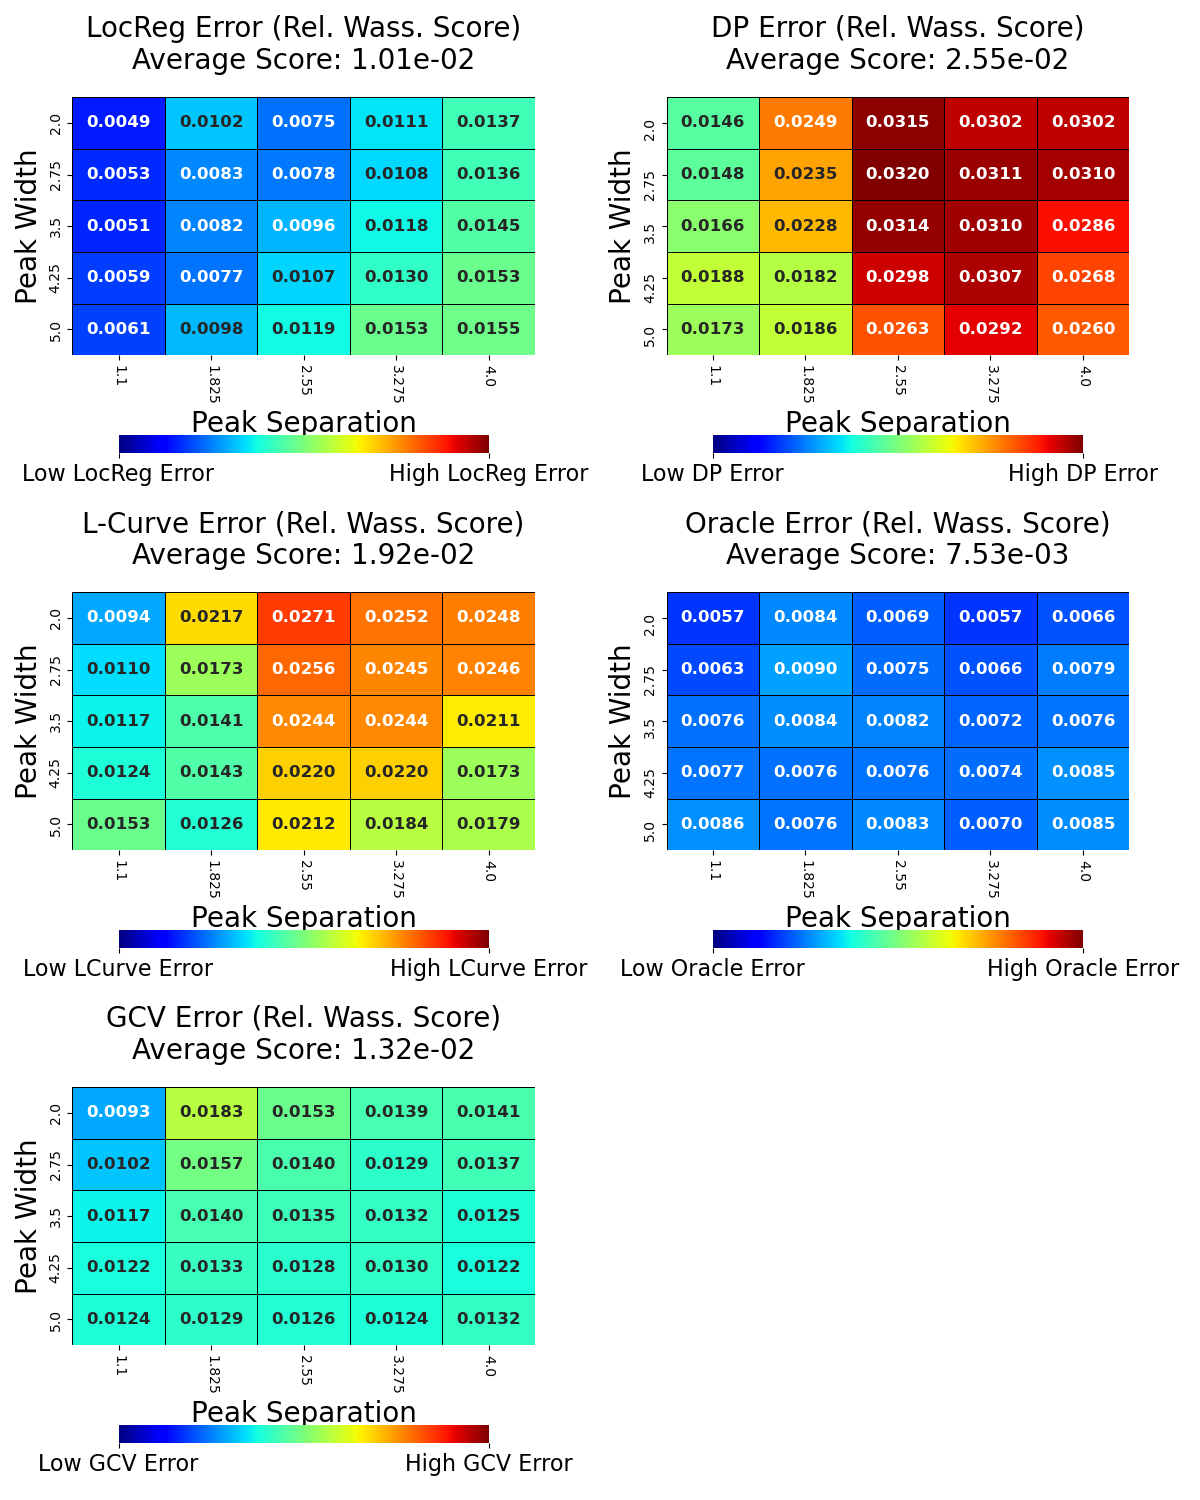 LocReg Error (Rel. Wass. Score)
Average Score: 1.01e-02
Peak Width
2.0 0.0049 0.0102 0.0075 0.0111 0.0137
2.75 0.0053 0.0083 0.0078 0.0108 0.0136
3.5 0.0051 0.0082 0.0096 0.0118 0.0145
4.25 0.0059 0.0077 0.0107 0.0130 0.0153
5.0 0.0061 0.0098 0.0119 0.0153 0.0155
1.1 1.825 2.55 3.275 4.0
Peak Separation
Low LocReg Error High LocReg Error
DP Error (Rel. Wass. Score)
Average Score: 2.55e-02
Peak Width
2.0 0.0146 0.0249 0.0315 0.0302 0.0302
2.75 0.0148 0.0235 0.0320 0.0311 0.0310
3.5 0.0166 0.0228 0.0314 0.0310 0.0286
4.25 0.0188 0.0182 0.0298 0.0307 0.0268
5.0 0.0173 0.0186 0.0263 0.0292 0.0260
1.1 1.825 2.55 3.275 4.0
Peak Separation
Low DP Error High DP Error
L-Curve Error (Rel. Wass. Score)
Average Score: 1.92e-02
Peak Width
2.0 0.0094 0.0217 0.0271 0.0252 0.0248
2.75 0.0110 0.0173 0.0256 0.0245 0.0246
3.5 0.0117 0.0141 0.0244 0.0244 0.0211
4.25 0.0124 0.0143 0.0220 0.0220 0.0173
5.0 0.0153 0.0126 0.0212 0.0184 0.0179
1.1 1.825 2.55 3.275 4.0
Peak Separation
Low LCurve Error High LCurve Error
Oracle Error (Rel. Wass. Score)
Average Score: 7.53e-03
Peak Width
2.0 0.0057 0.0084 0.0069 0.0057 0.0066
2.75 0.0063 0.0090 0.0075 0.0066 0.0079
3.5 0.0076 0.0084 0.0082 0.0072 0.0076
4.25 0.0077 0.0076 0.0076 0.0074 0.0085
5.0 0.0086 0.0076 0.0083 0.0070 0.0085
1.1 1.825 2.55 3.275 4.0
Peak Separation
Low Oracle Error High Oracle Error
GCV Error (Rel. Wass. Score)
Average Score: 1.32e-02
Peak Width
2.0 0.0093 0.0183 0.0153 0.0139 0.0141
2.75 0.0102 0.0157 0.0140 0.0129 0.0137
3.5 0.0117 0.0140 0.0135 0.0132 0.0125
4.25 0.0122 0.0133 0.0128 0.0130 0.0122
5.0 0.0124 0.0129 0.0126 0.0124 0.0132
1.1 1.825 2.55 3.275 4.0
Peak Separation
Low GCV Error High GCV Error